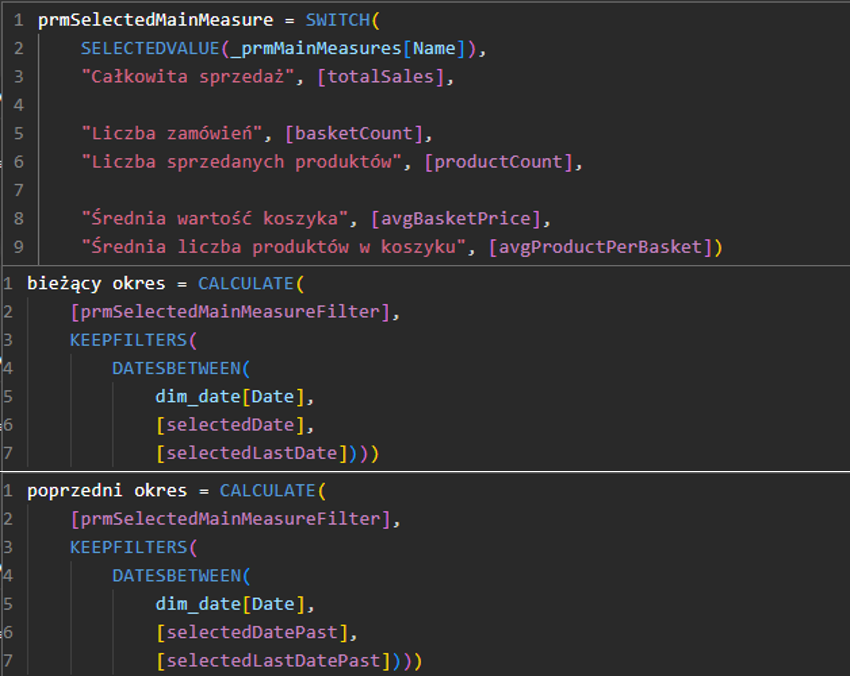 1 prmSelectedMainMeasure = SWITCH(
2 SELECTEDVALUE(_prmMainMeasures[Name]),
3 "Całkowita sprzedaż", [totalSales],
4
5 "Liczba zamówień", [basketCount],
6 "Liczba sprzedanych produktów", [productCount],
7
8 "Średnia wartość koszyka", [avgBasketPrice],
9 "Średnia liczba produktów w koszyku", [avgProductPerBasket])
1 bieżący okres = CALCULATE(
2 [prmSelectedMainMeasureFilter],
3 KEEPFILTERS(
4 DATESBETWEEN(
5 dim_date[Date],
6 [selectedDate],
7 [selectedLastDate])))
1 poprzedni okres = CALCULATE(
2 [prmSelectedMainMeasureFilter],
3 KEEPFILTERS(
4 DATESBETWEEN(
5 dim_date[Date],
6 [selectedDatePast],
7 [selectedLastDatePast])))